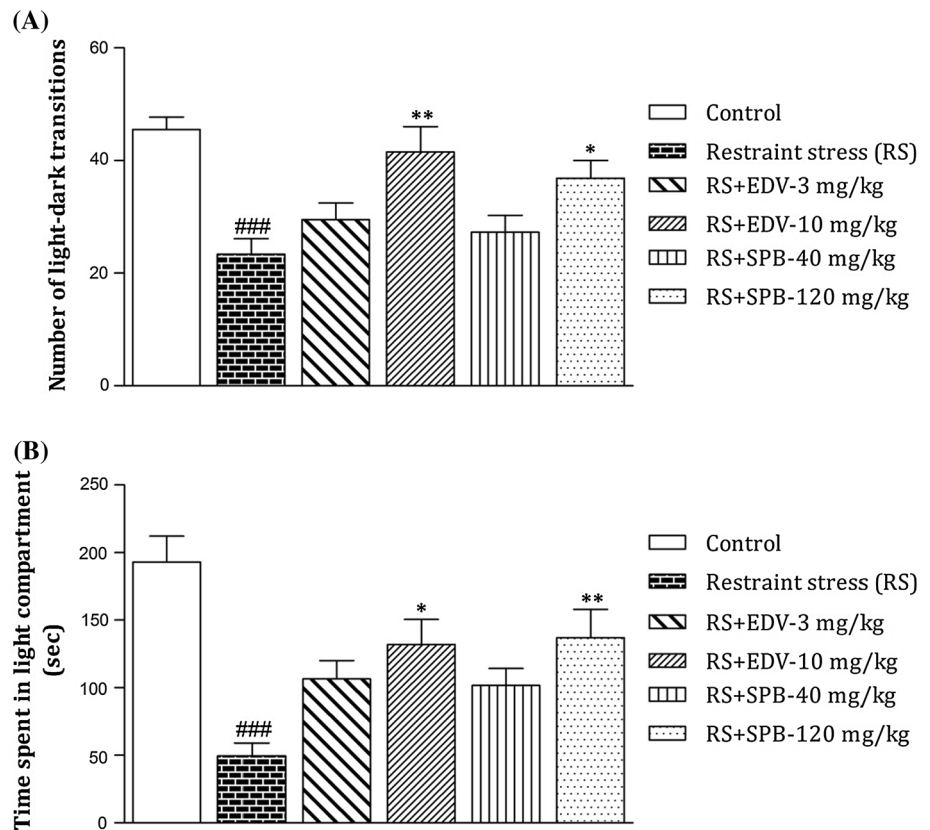 (A)
Number of light-dark transitions
60
40
20
0
###
**
*
Control
Restraint stress (RS)
RS+EDV-3 mg/kg
RS+EDV-10 mg/kg
RS+SPB-40 mg/kg
RS+SPB-120 mg/kg
(B)
Time spent in light compartment
(sec)
250
200
150
100
50
0
###
*
**
Control
Restraint stress (RS)
RS+EDV-3 mg/kg
RS+EDV-10 mg/kg
RS+SPB-40 mg/kg
RS+SPB-120 mg/kg